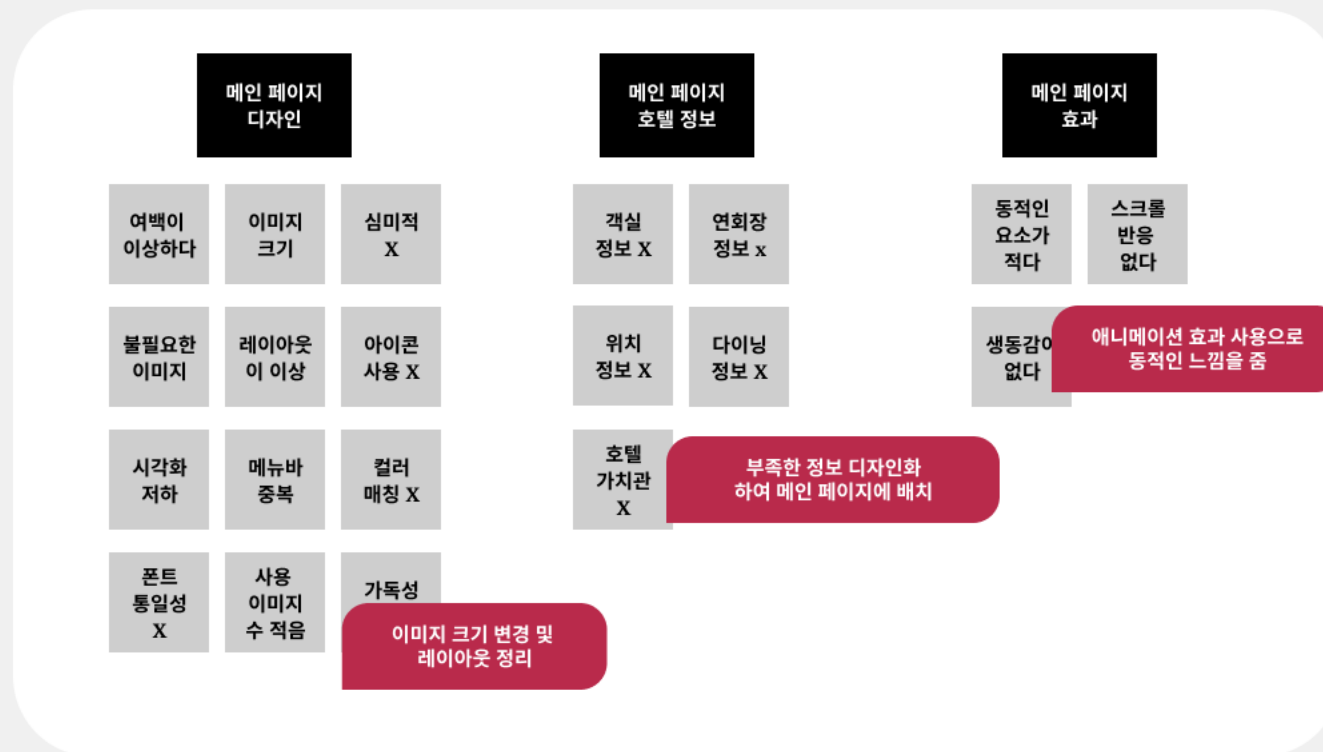 메인 페이지
디자인
메인 페이지
호텔 정보
메인 페이지
효과
여백이
이상하다
이미지
크기
심미적
X
객실
정보 X
연회장
정보 x
동적인
요소가
적다
스크롤
반응
없다
불필요한
이미지
레이아웃
이 이상
아이콘
사용 X
위치
정보 X
다이닝
정보 X
생동감이
없다
애니메이션 효과 사용으로
동적인 느낌을 줌
시각화
저하
메뉴바
중복
컬러
매칭 X
호텔
가치관
X
부족한 정보 디자인화
하여 메인 페이지에 배치
폰트
통일성
X
사용
이미지
수 적음
가독성
이미지 크기 변경 및
레이아웃 정리